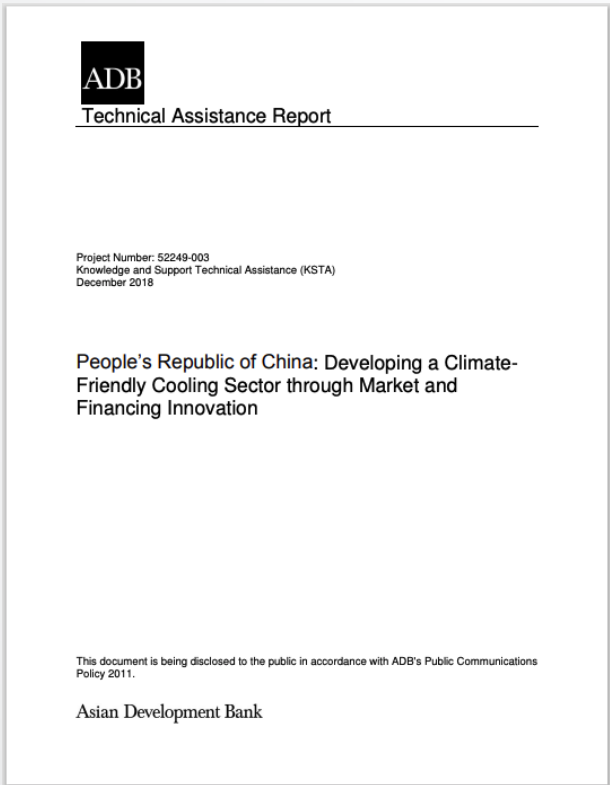 ADB
Technical Assistance Report
Project Number: 52249-003
Knowledge and Support Technical Assistance (KSTA)
December 2018
People’s Republic of China: Developing a Climate-
Friendly Cooling Sector through Market and
Financing Innovation
This document is being disclosed to the public in accordance with ADB's Public Communications
Policy 2011.
Asian Development Bank